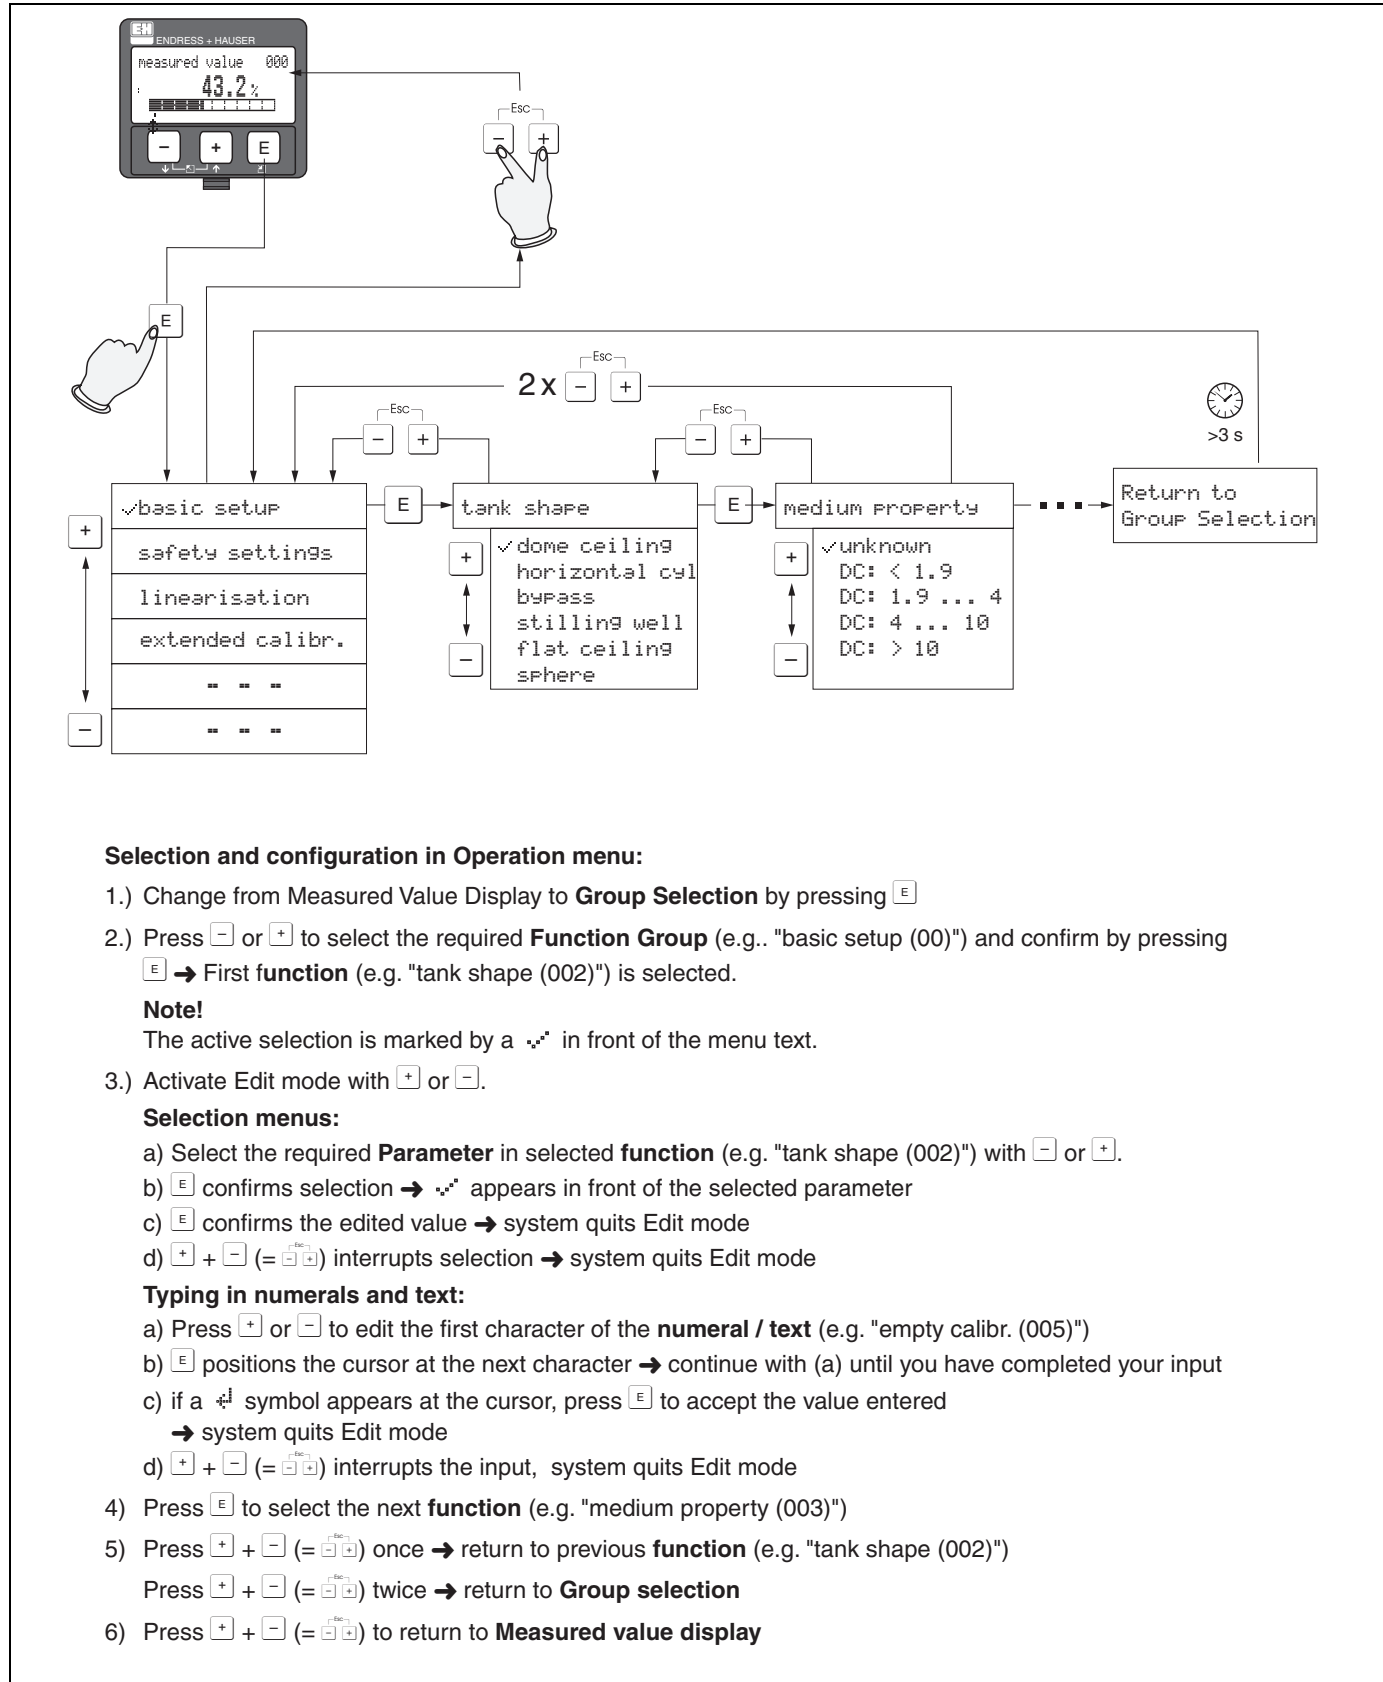 E+H
ENDRESS + HAUSER
measured value 000
43.2 %
- + E
Esc
- +
E
Esc
2 x - +
Esc
- +
Esc
- +
>3 s
✓basic setup
E
tank shape
E
medium property
Return to
Group Selection
+
safety settings
linearisation
extended calibr.
-- -- --
-- -- --
–
+
✓dome ceiling
horizontal cyl
bypass
stilling well
flat ceiling
sphere
–
+
✓unknown
DC: < 1.9
DC: 1.9 ... 4
DC: 4 ... 10
DC: > 10
–
Selection and configuration in Operation menu:
1.) Change from Measured Value Display to Group Selection by pressing E
2.) Press – or + to select the required Function Group (e.g.. "basic setup (00)") and confirm by pressing
E ➜ First function (e.g. "tank shape (002)") is selected.
Note!
The active selection is marked by a ✓ in front of the menu text.
3.) Activate Edit mode with + or –.
Selection menus:
a) Select the required Parameter in selected function (e.g. "tank shape (002)") with – or +.
b) E confirms selection ➜ ✓ appears in front of the selected parameter
c) E confirms the edited value ➜ system quits Edit mode
d) + + – (= Esc - +) interrupts selection ➜ system quits Edit mode
Typing in numerals and text:
a) Press + or – to edit the first character of the numeral / text (e.g. "empty calibr. (005)")
b) E positions the cursor at the next character ➜ continue with (a) until you have completed your input
c) if a ↵ symbol appears at the cursor, press E to accept the value entered
➜ system quits Edit mode
d) + + – (= Esc - +) interrupts the input, system quits Edit mode
4) Press E to select the next function (e.g. "medium property (003)")
5) Press + + – (= Esc - +) once ➜ return to previous function (e.g. "tank shape (002)")
Press + + – (= Esc - +) twice ➜ return to Group selection
6) Press + + – (= Esc - +) to return to Measured value display